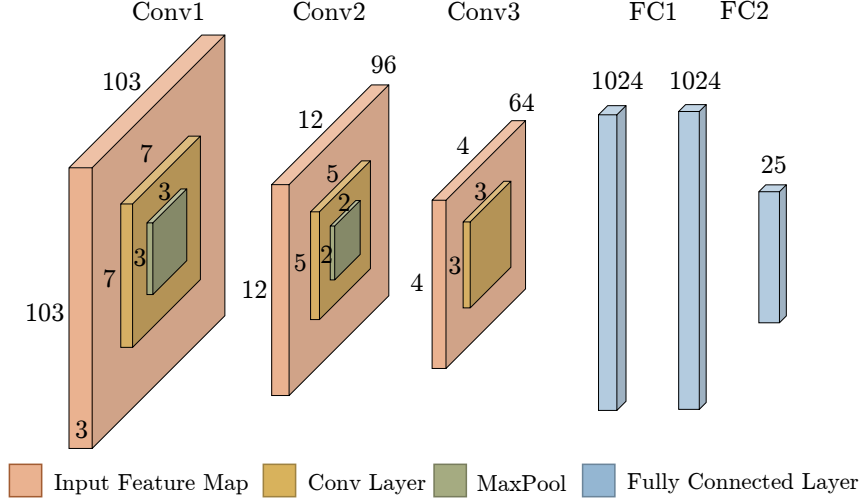 Conv1 Conv2 Conv3 FC1 FC2
103 7 3 3 7 103 3
96 12 5 2 2 5 12
64 4 3 3 4
1024 1024 25
Input Feature Map Conv Layer MaxPool Fully Connected Layer